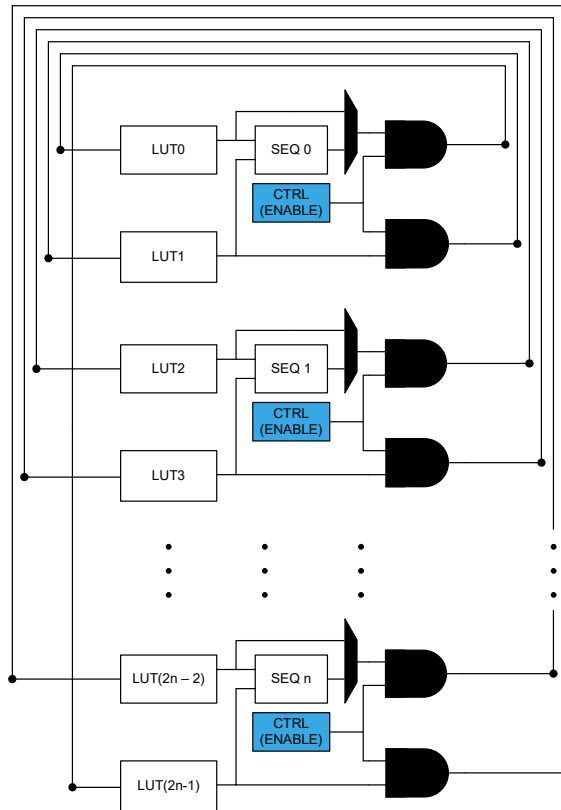 LUT0
SEQ 0
CTRL
(ENABLE)
LUT1
LUT2
SEQ 1
CTRL
(ENABLE)
LUT3
LUT(2n – 2)
SEQ n
CTRL
(ENABLE)
LUT(2n-1)